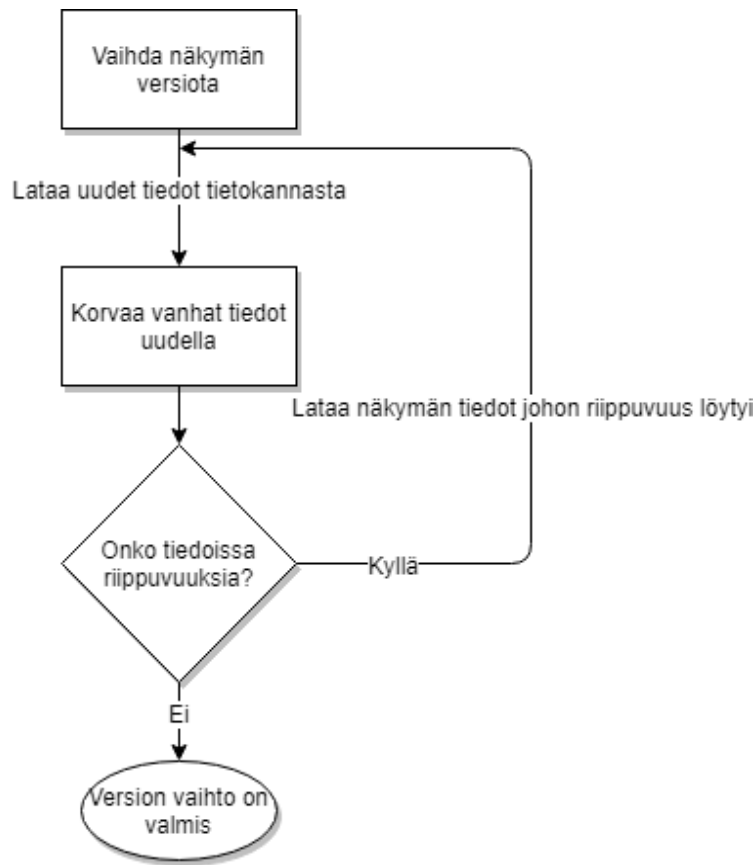 Vaihda näkymän
versiota
Lataa uudet tiedot tietokannasta
Korvaa vanhat tiedot
uudella
Lataa näkymän tiedot johon riippuvuus löytyi
Onko tiedoissa
riippuvuuksia?
Kyllä
Ei
Version vaihto on
valmis